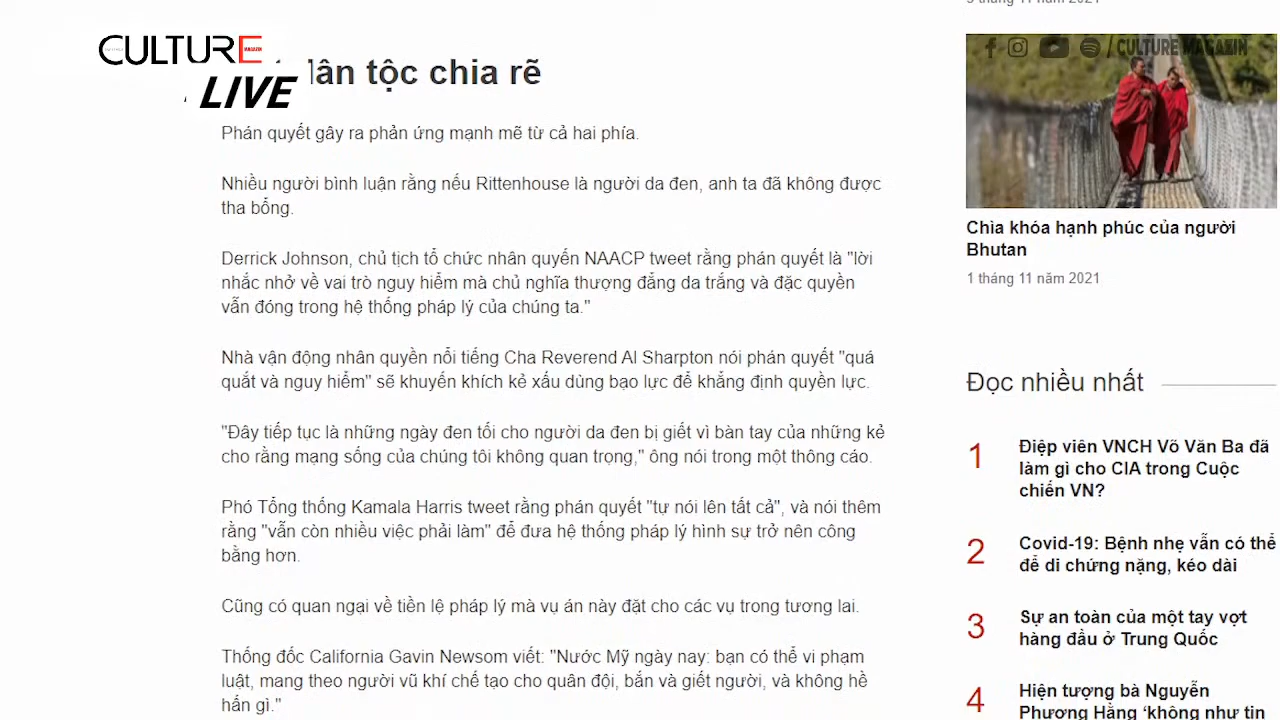 CULTURE
MAGAZIN
LIVE
dân tộc chia rẽ
Phán quyết gây ra phản ứng mạnh mẽ từ cả hai phía.
Nhiều người bình luận rằng nếu Rittenhouse là người da đen, anh ta đã không được
tha bổng.
Derrick Johnson, chủ tịch tổ chức nhân quyền NAACP tweet rằng phán quyết là "lời
nhắc nhở về vai trò nguy hiểm mà chủ nghĩa thượng đẳng da trắng và đặc quyền
vẫn đóng trong hệ thống pháp lý của chúng ta."
Nhà vận động nhân quyền nổi tiếng Cha Reverend Al Sharpton nói phán quyết "quá
quắt và nguy hiểm" sẽ khuyến khích kẻ xấu dùng bạo lực để khẳng định quyền lực.
"Đây tiếp tục là những ngày đen tối cho người da đen bị giết vì bàn tay của những kẻ
cho rằng mạng sống của chúng tôi không quan trọng," ông nói trong một thông cáo.
Phó Tổng thống Kamala Harris tweet rằng phán quyết "tự nói lên tất cả", và nói thêm
rằng "vẫn còn nhiều việc phải làm" để đưa hệ thống pháp lý hình sự trở nên công
bằng hơn.
Cũng có quan ngại về tiền lệ pháp lý mà vụ án này đặt cho các vụ trong tương lai.
Thống đốc California Gavin Newsom viết: "Nước Mỹ ngày nay: bạn có thể vi phạm
luật, mang theo người vũ khí chế tạo cho quân đội, bắn và giết người, và không hề
hấn gì."
tháng 11 năm 2021
/ CULTURE MAGAZIN
Chìa khóa hạnh phúc của người
Bhutan
1 tháng 11 năm 2021
Đọc nhiều nhất
1
Điệp viên VNCH Võ Văn Ba đã
làm gì cho CIA trong Cuộc
chiến VN?
2
Covid-19: Bệnh nhẹ vẫn có thể
để di chứng nặng, kéo dài
3
Sự an toàn của một tay vợt
hàng đầu ở Trung Quốc
4
Hiện tượng bà Nguyễn
Phương Hằng 'không như tin